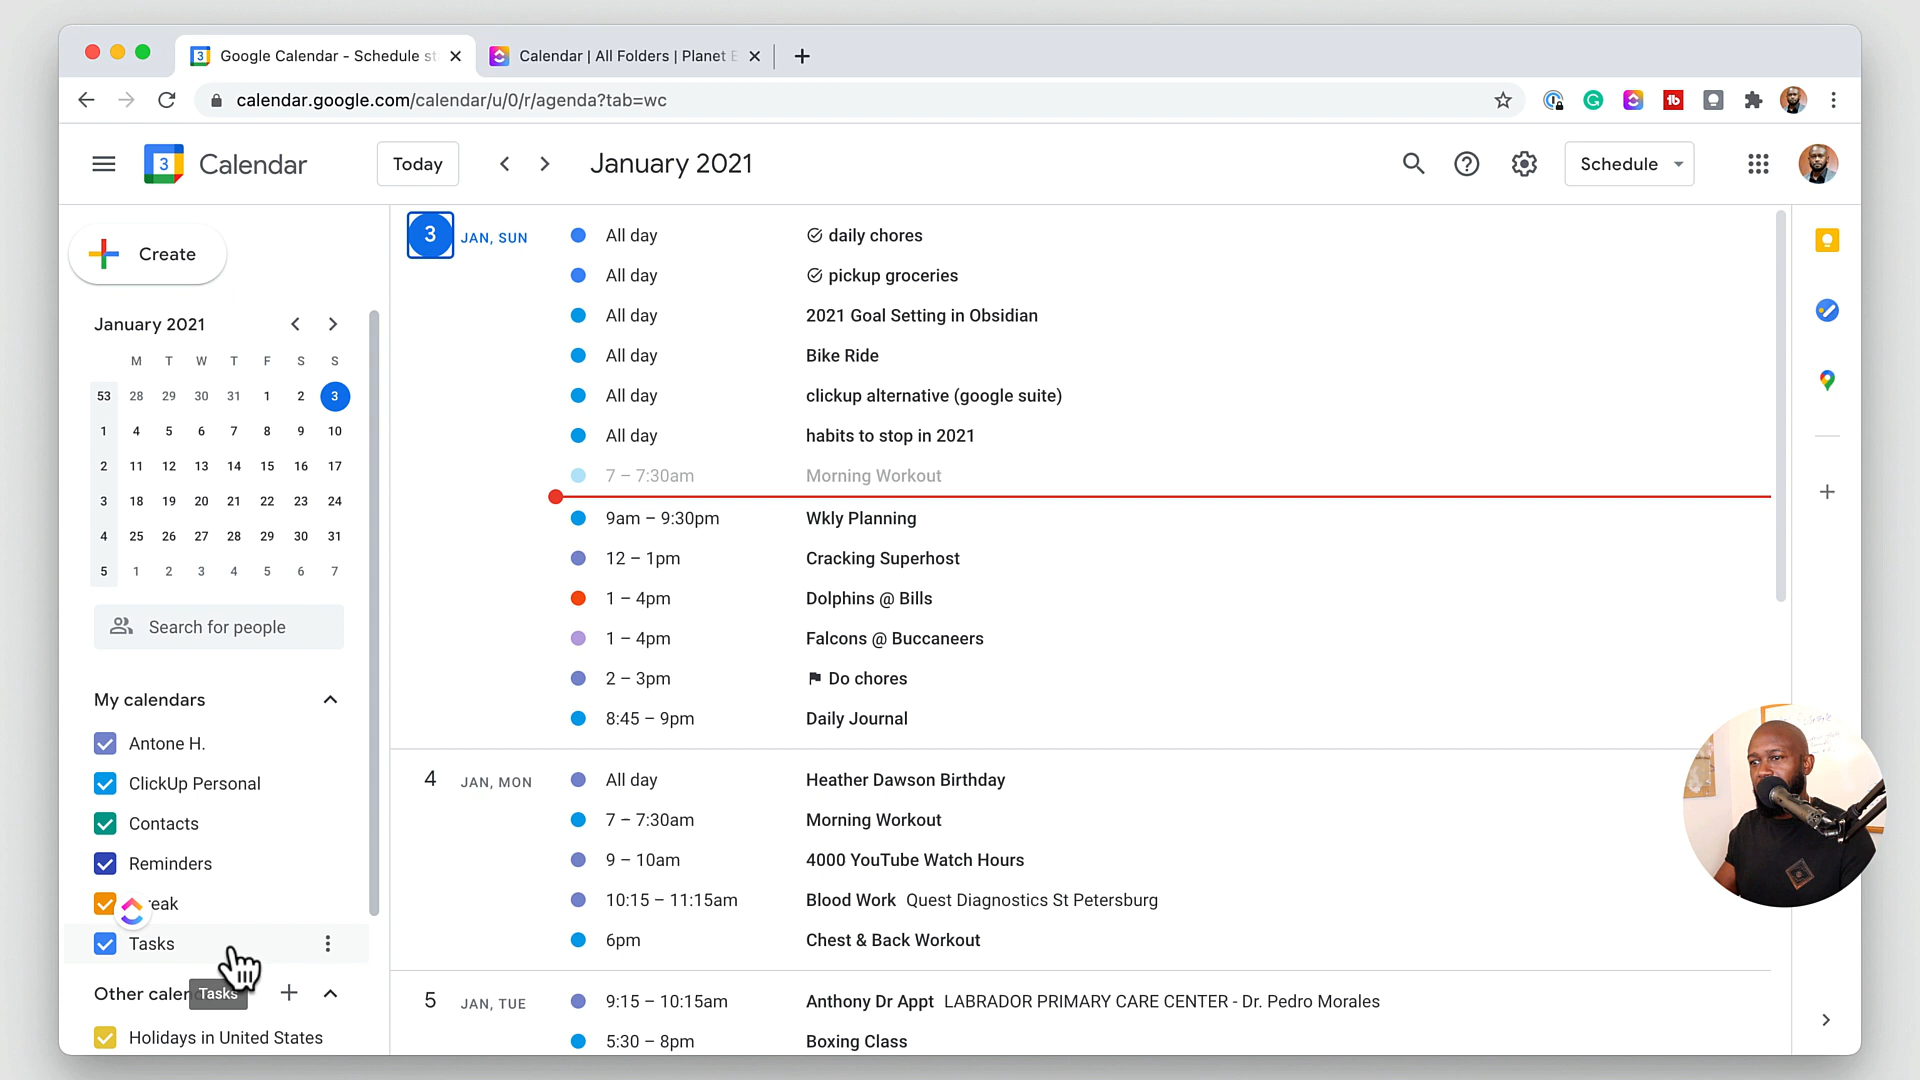 Google Calendar - Schedule st
Calendar | All Folders | Planet E
calendar.google.com/calendar/u/0/r/agenda?tab=wc
3 Calendar
Today
January 2021
Schedule
Create
January 2021
M T W T F S S
53 28 29 30 31 1 2 3
1 4 5 6 7 8 9 10
2 11 12 13 14 15 16 17
3 18 19 20 21 22 23 24
4 25 26 27 28 29 30 31
5 1 2 3 4 5 6 7
Search for people
My calendars
Antone H.
ClickUp Personal
Contacts
Reminders
reak
Tasks
Other calen
Tasks
Holidays in United States
3 JAN, SUN
All day daily chores
All day pickup groceries
All day 2021 Goal Setting in Obsidian
All day Bike Ride
All day clickup alternative (google suite)
All day habits to stop in 2021
7 – 7:30am Morning Workout
9am – 9:30pm Wkly Planning
12 – 1pm Cracking Superhost
1 – 4pm Dolphins @ Bills
1 – 4pm Falcons @ Buccaneers
2 – 3pm Do chores
8:45 – 9pm Daily Journal
4 JAN, MON
All day Heather Dawson Birthday
7 – 7:30am Morning Workout
9 – 10am 4000 YouTube Watch Hours
10:15 – 11:15am Blood Work Quest Diagnostics St Petersburg
6pm Chest & Back Workout
5 JAN, TUE
9:15 – 10:15am Anthony Dr Appt LABRADOR PRIMARY CARE CENTER - Dr. Pedro Morales
5:30 – 8pm Boxing Class